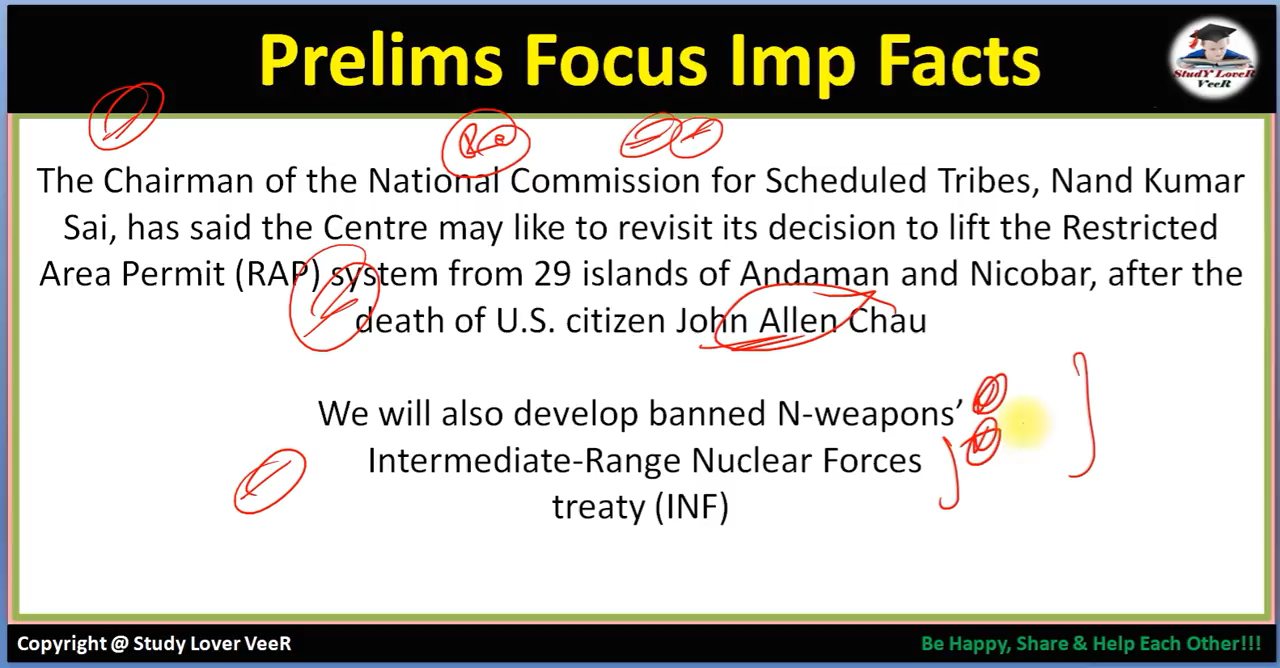 Prelims Focus Imp Facts
StudY LoveR
VeeR
The Chairman of the National Commission for Scheduled Tribes, Nand Kumar
Sai, has said the Centre may like to revisit its decision to lift the Restricted
Area Permit (RAP) system from 29 islands of Andaman and Nicobar, after the
death of U.S. citizen John Allen Chau
We will also develop banned N-weapons’
Intermediate-Range Nuclear Forces
treaty (INF)
Copyright @ Study Lover VeeR
Be Happy, Share & Help Each Other!!!